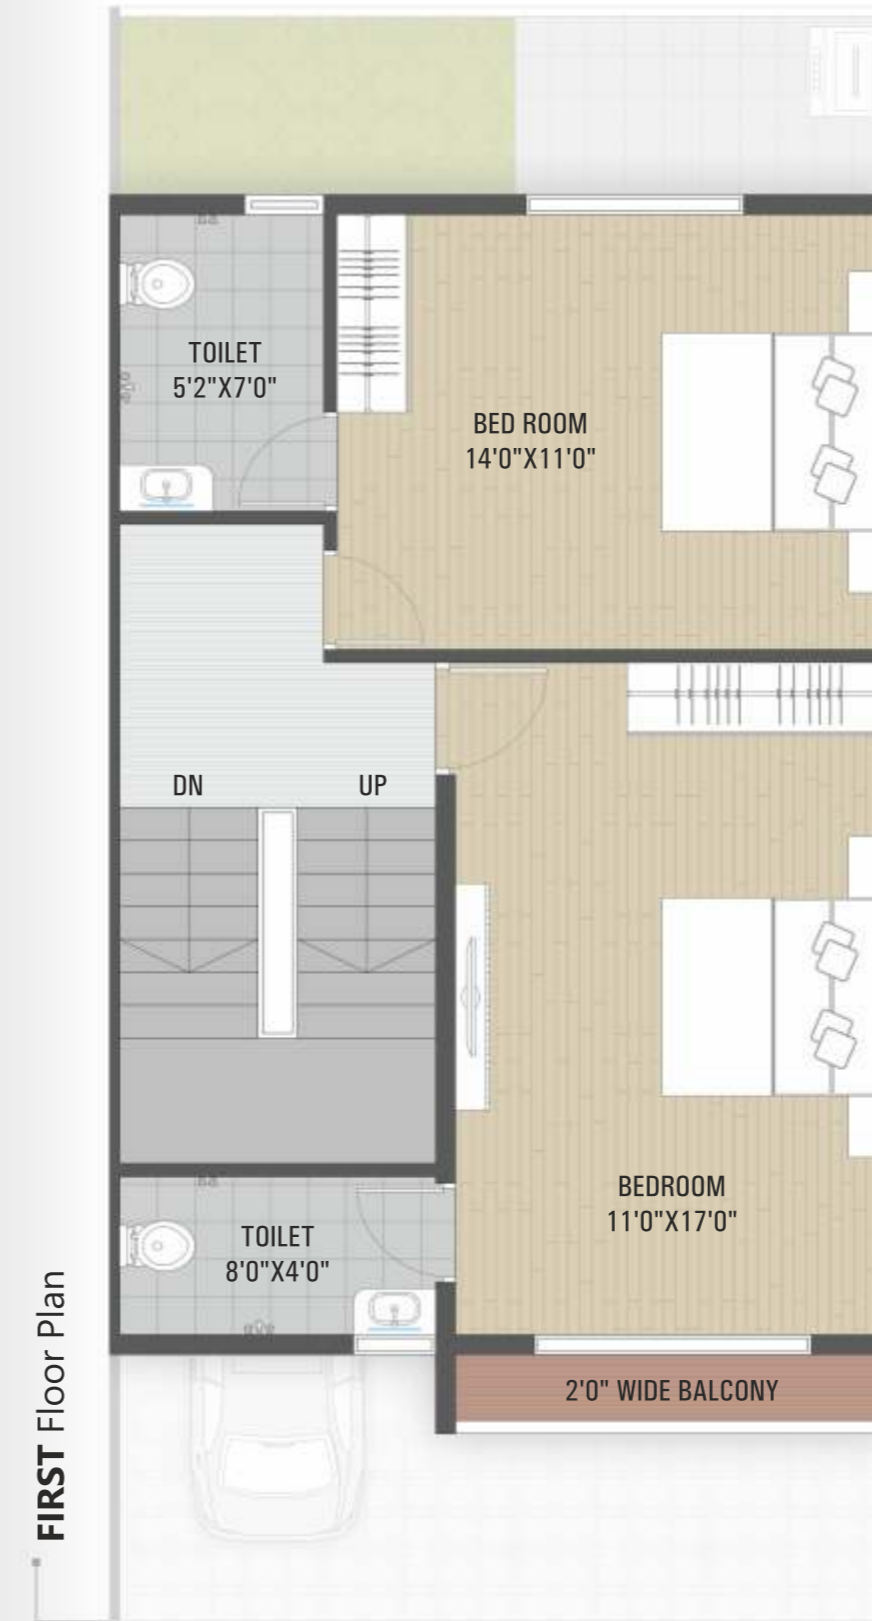 TOILET
5'2"X7'0"
BED ROOM
14'0"X11'0"
DN
UP
BEDROOM
11'0"X17'0"
TOILET
8'0"X4'0"
2'0" WIDE BALCONY
FIRST Floor Plan